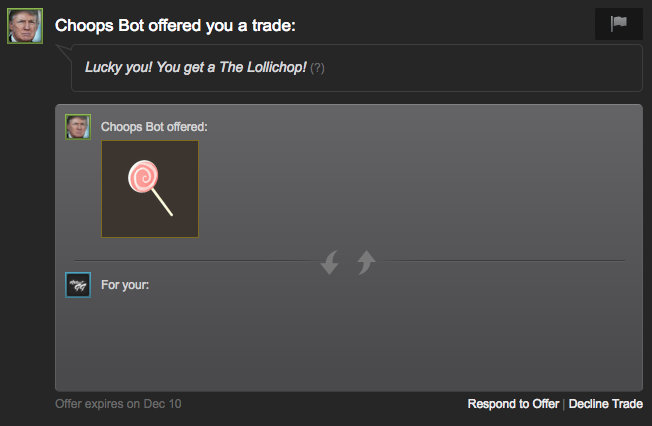 Choops Bot offered you a trade:
Lucky you! You get a The Lollichop! (?)
Choops Bot offered:
For your:
Offer expires on Dec 10
Respond to Offer | Decline Trade